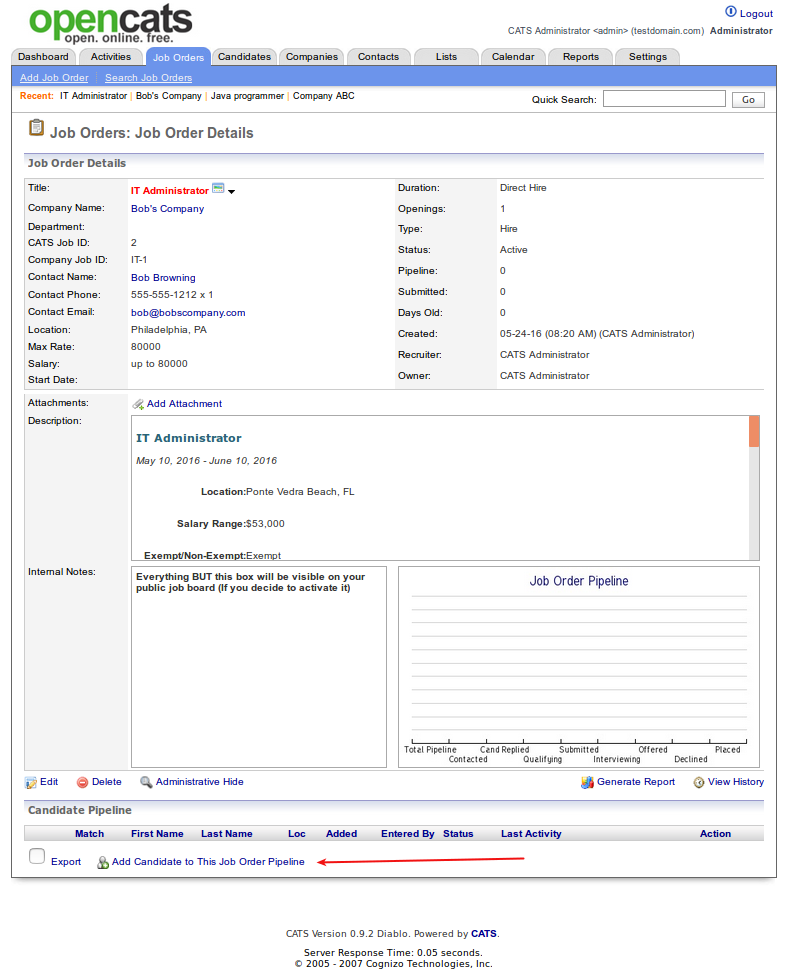 opencats
open. online. free.
Logout
CATS Administrator <admin> (testdomain.com) Administrator
Dashboard Activities Job Orders Candidates Companies Contacts Lists Calendar Reports Settings
Add Job Order | Search Job Orders
Recent: IT Administrator | Bob's Company | Java programmer | Company ABC
Quick Search: Go
Job Orders: Job Order Details
Job Order Details
Title: IT Administrator
Company Name: Bob's Company
Department:
CATS Job ID: 2
Company Job ID: IT-1
Contact Name: Bob Browning
Contact Phone: 555-555-1212 x 1
Contact Email: bob@bobscompany.com
Location: Philadelphia, PA
Max Rate: 80000
Salary: up to 80000
Start Date:
Duration: Direct Hire
Openings: 1
Type: Hire
Status: Active
Pipeline: 0
Submitted: 0
Days Old: 0
Created: 05-24-16 (08:20 AM) (CATS Administrator)
Recruiter: CATS Administrator
Owner: CATS Administrator
Attachments: Add Attachment
Description:
IT Administrator
May 10, 2016 - June 10, 2016
Location:Ponte Vedra Beach, FL
Salary Range:$53,000
Exempt/Non-Exempt:Exempt
Internal Notes:
Everything BUT this box will be visible on your
public job board (If you decide to activate it)
Job Order Pipeline
Total Pipeline Cand Replied Submitted Offered Placed
Contacted Qualifying Interviewing Declined
Edit Delete Administrative Hide Generate Report View History
Candidate Pipeline
Match First Name Last Name Loc Added Entered By Status Last Activity Action
Export Add Candidate to This Job Order Pipeline
CATS Version 0.9.2 Diablo. Powered by CATS.
Server Response Time: 0.05 seconds.
© 2005 - 2007 Cognizo Technologies, Inc.